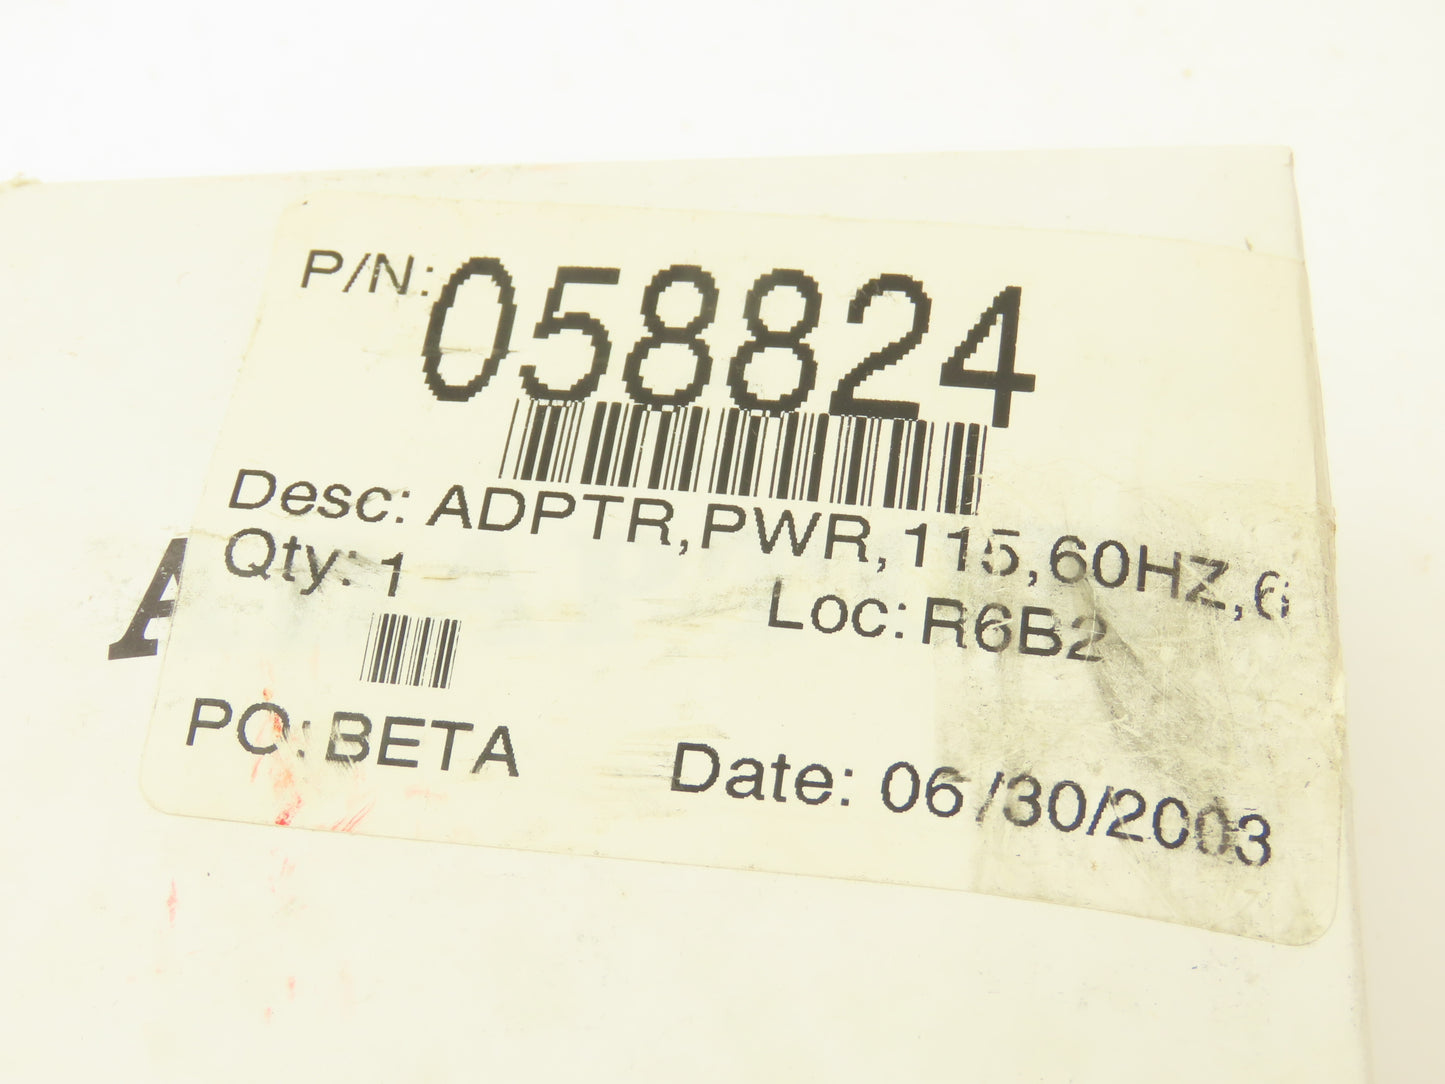 P/N: 058824
Desc: ADPTR,PWR,115,60HZ,6
Qty: 1
Loc: R6B2
A
PO: BETA
Date: 06/30/2003